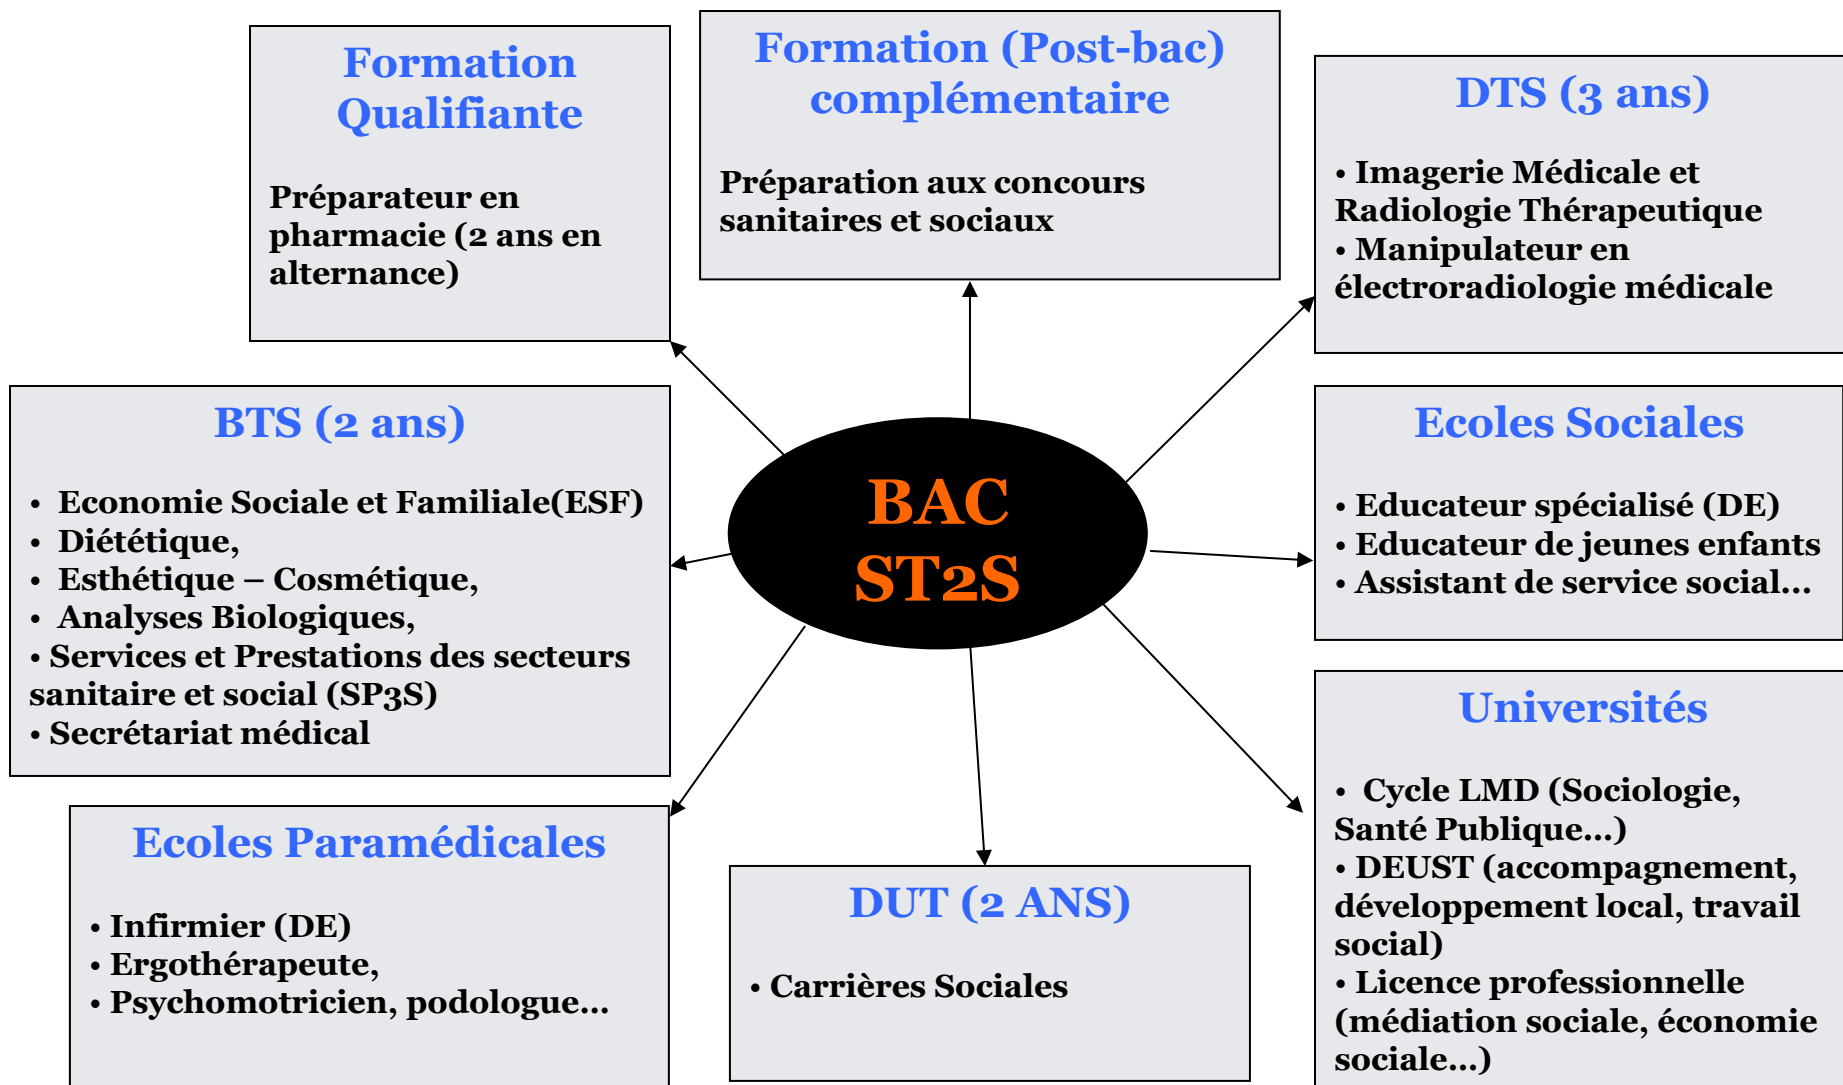 Formation
Qualifiante
Préparateur en
pharmacie (2 ans en
alternance)
Formation (Post-bac)
complémentaire
Préparation aux concours
sanitaires et sociaux
DTS (3 ans)
• Imagerie Médicale et
Radiologie Thérapeutique
• Manipulateur en
électroradiologie médicale
BTS (2 ans)
• Economie Sociale et Familiale(ESF)
• Diététique,
• Esthétique – Cosmétique,
• Analyses Biologiques,
• Services et Prestations des secteurs
sanitaire et social (SP3S)
• Secrétariat médical
BAC
ST2S
Ecoles Sociales
• Educateur spécialisé (DE)
• Educateur de jeunes enfants
• Assistant de service social...
Ecoles Paramédicales
• Infirmier (DE)
• Ergothérapeute,
• Psychomotricien, podologue...
DUT (2 ANS)
• Carrières Sociales
Universités
• Cycle LMD (Sociologie,
Santé Publique...)
• DEUST (accompagnement,
développement local, travail
social)
• Licence professionnelle
(médiation sociale, économie
sociale...)